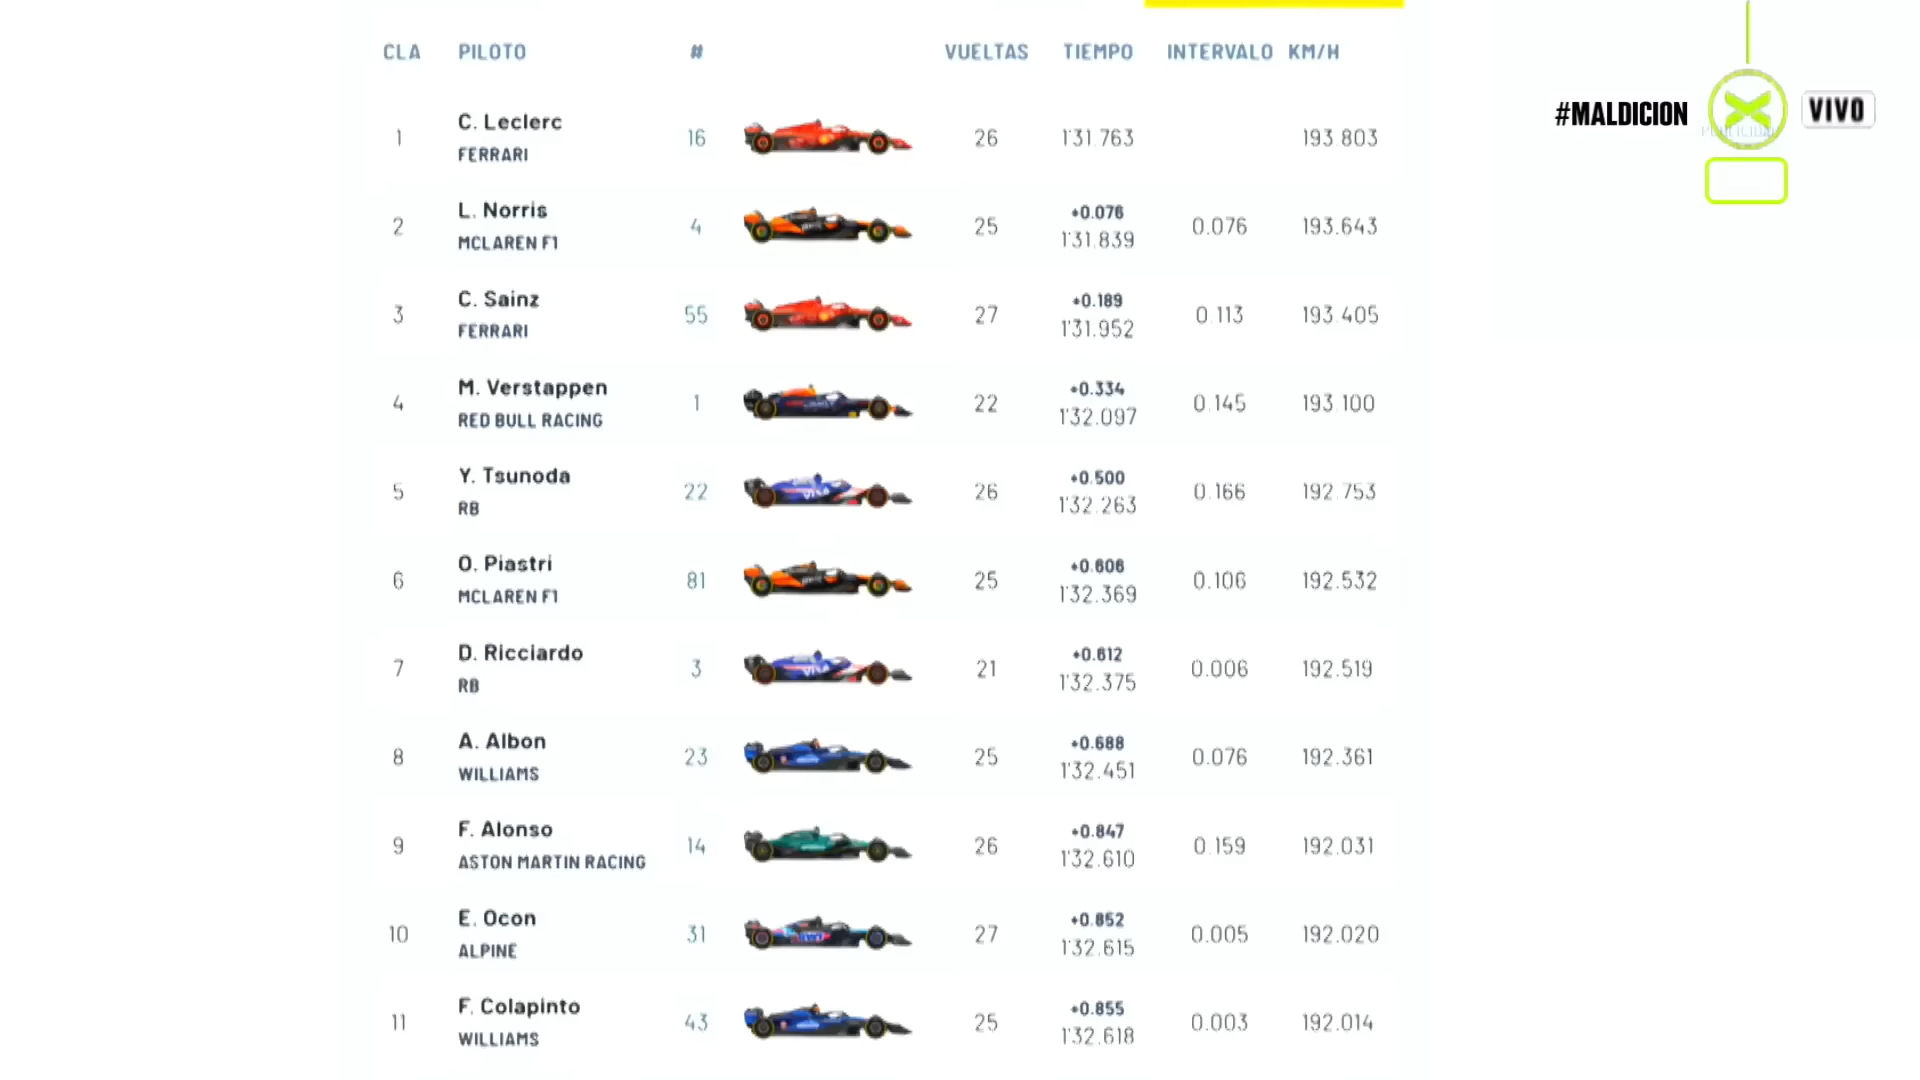 CLA PILOTO # VUELTAS TIEMPO INTERVALO KM/H
#MALDICION VIVO
1 C. Leclerc FERRARI 16 26 1'31.763 193.803
2 L. Norris MCLAREN F1 4 25 +0.076 1'31.839 0.076 193.643
3 C. Sainz FERRARI 55 27 +0.189 1'31.952 0.113 193.405
4 M. Verstappen RED BULL RACING 1 22 +0.334 1'32.097 0.145 193.100
5 Y. Tsunoda RB 22 26 +0.500 1'32.263 0.166 192.753
6 O. Piastri MCLAREN F1 81 25 +0.606 1'32.369 0.106 192.532
7 D. Ricciardo RB 3 21 +0.612 1'32.375 0.006 192.519
8 A. Albon WILLIAMS 23 25 +0.688 1'32.451 0.076 192.361
9 F. Alonso ASTON MARTIN RACING 14 26 +0.847 1'32.610 0.159 192.031
10 E. Ocon ALPINE 31 27 +0.852 1'32.615 0.005 192.020
11 F. Colapinto WILLIAMS 43 25 +0.855 1'32.618 0.003 192.014